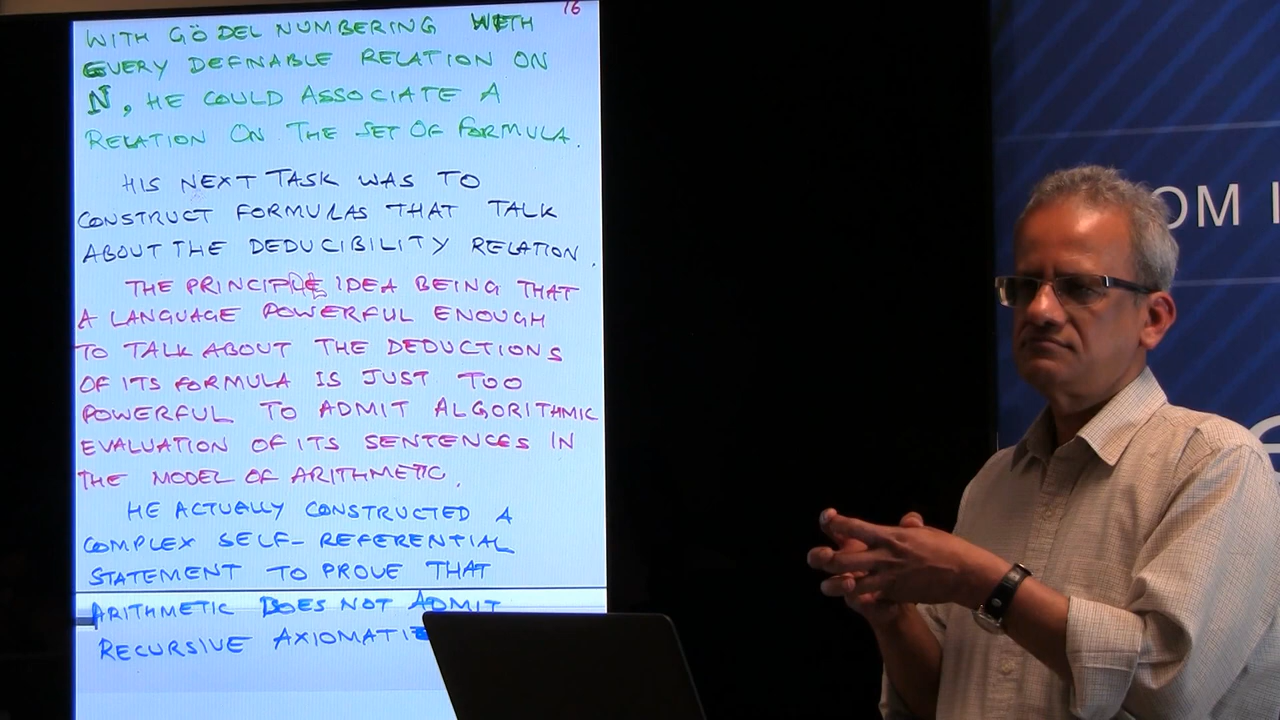 16
WITH GÖDEL NUMBERING WITH
EVERY DEFINABLE RELATION ON
N, HE COULD ASSOCIATE A
RELATION ON THE SET OF FORMULA.
HIS NEXT TASK WAS TO
CONSTRUCT FORMULAS THAT TALK
ABOUT THE DEDUCIBILITY RELATION.
THE PRINCIPLE IDEA BEING THAT
A LANGUAGE POWERFUL ENOUGH
TO TALK ABOUT THE DEDUCTIONS
OF ITS FORMULA IS JUST TOO
POWERFUL TO ADMIT ALGORITHMIC
EVALUATION OF ITS SENTENCES IN
THE MODEL OF ARITHMETIC.
HE ACTUALLY CONSTRUCTED A
COMPLEX SELF-REFERENTIAL
STATEMENT TO PROVE THAT
ARITHMETIC DOES NOT ADMIT
RECURSIVE AXIOMATI
OM